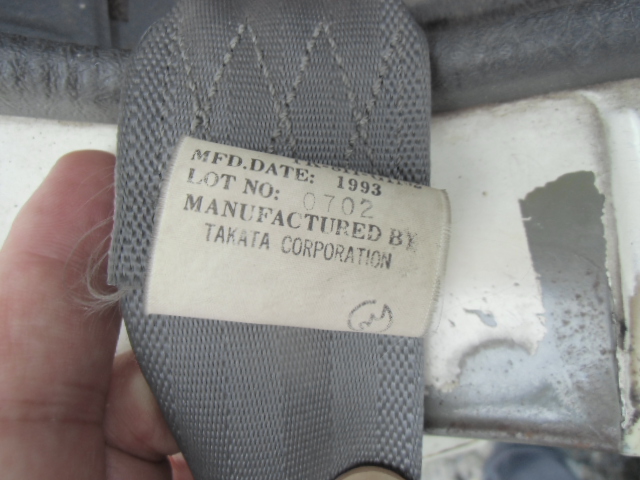 MFD.DATE: 1993
LOT NO: 0702
MANUFACTURED BY
TAKATA CORPORATION